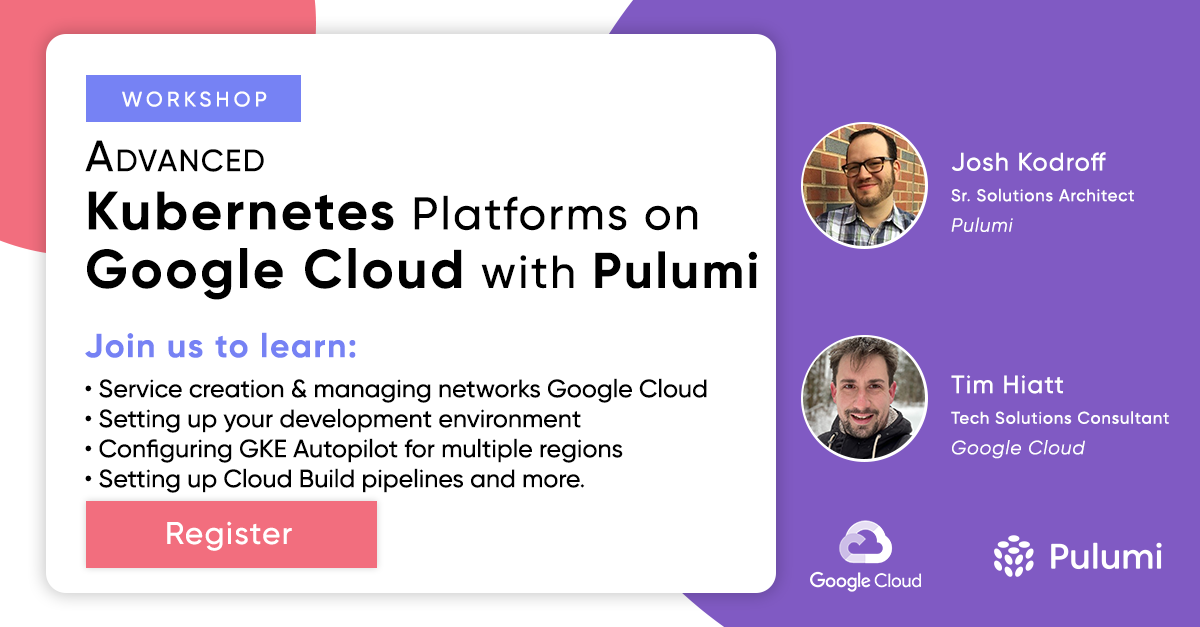 WORKSHOP
ADVANCED
Kubernetes Platforms on
Google Cloud with Pulumi
Join us to learn:
• Service creation & managing networks Google Cloud
• Setting up your development environment
• Configuring GKE Autopilot for multiple regions
• Setting up Cloud Build pipelines and more.
Register
Josh Kodroff
Sr. Solutions Architect
Pulumi
Tim Hiatt
Tech Solutions Consultant
Google Cloud
Google Cloud
Pulumi